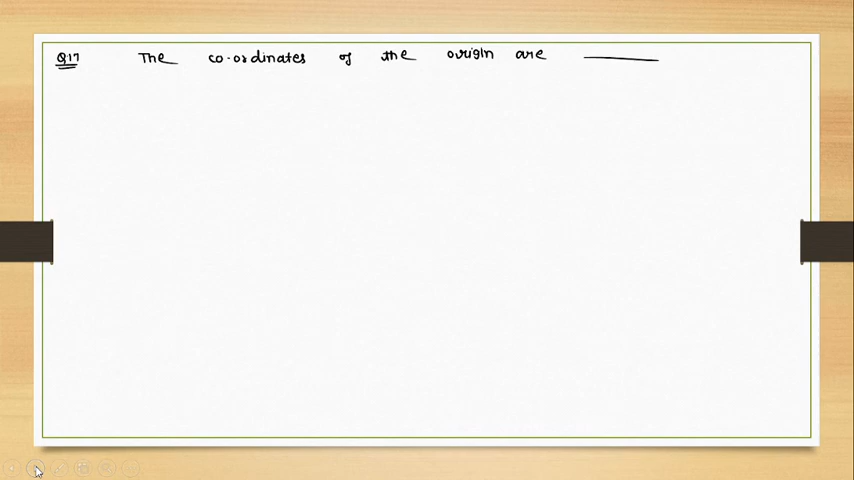 Q17 The co-ordinates of the origin are ______